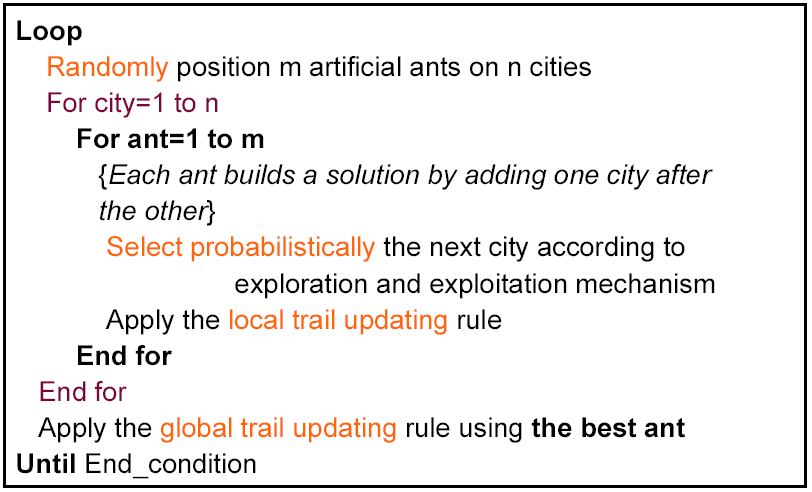 Loop
Randomly position m artificial ants on n cities
For city=1 to n
For ant=1 to m
{Each ant builds a solution by adding one city after
the other}
Select probabilistically the next city according to
exploration and exploitation mechanism
Apply the local trail updating rule
End for
End for
Apply the global trail updating rule using the best ant
Until End_condition